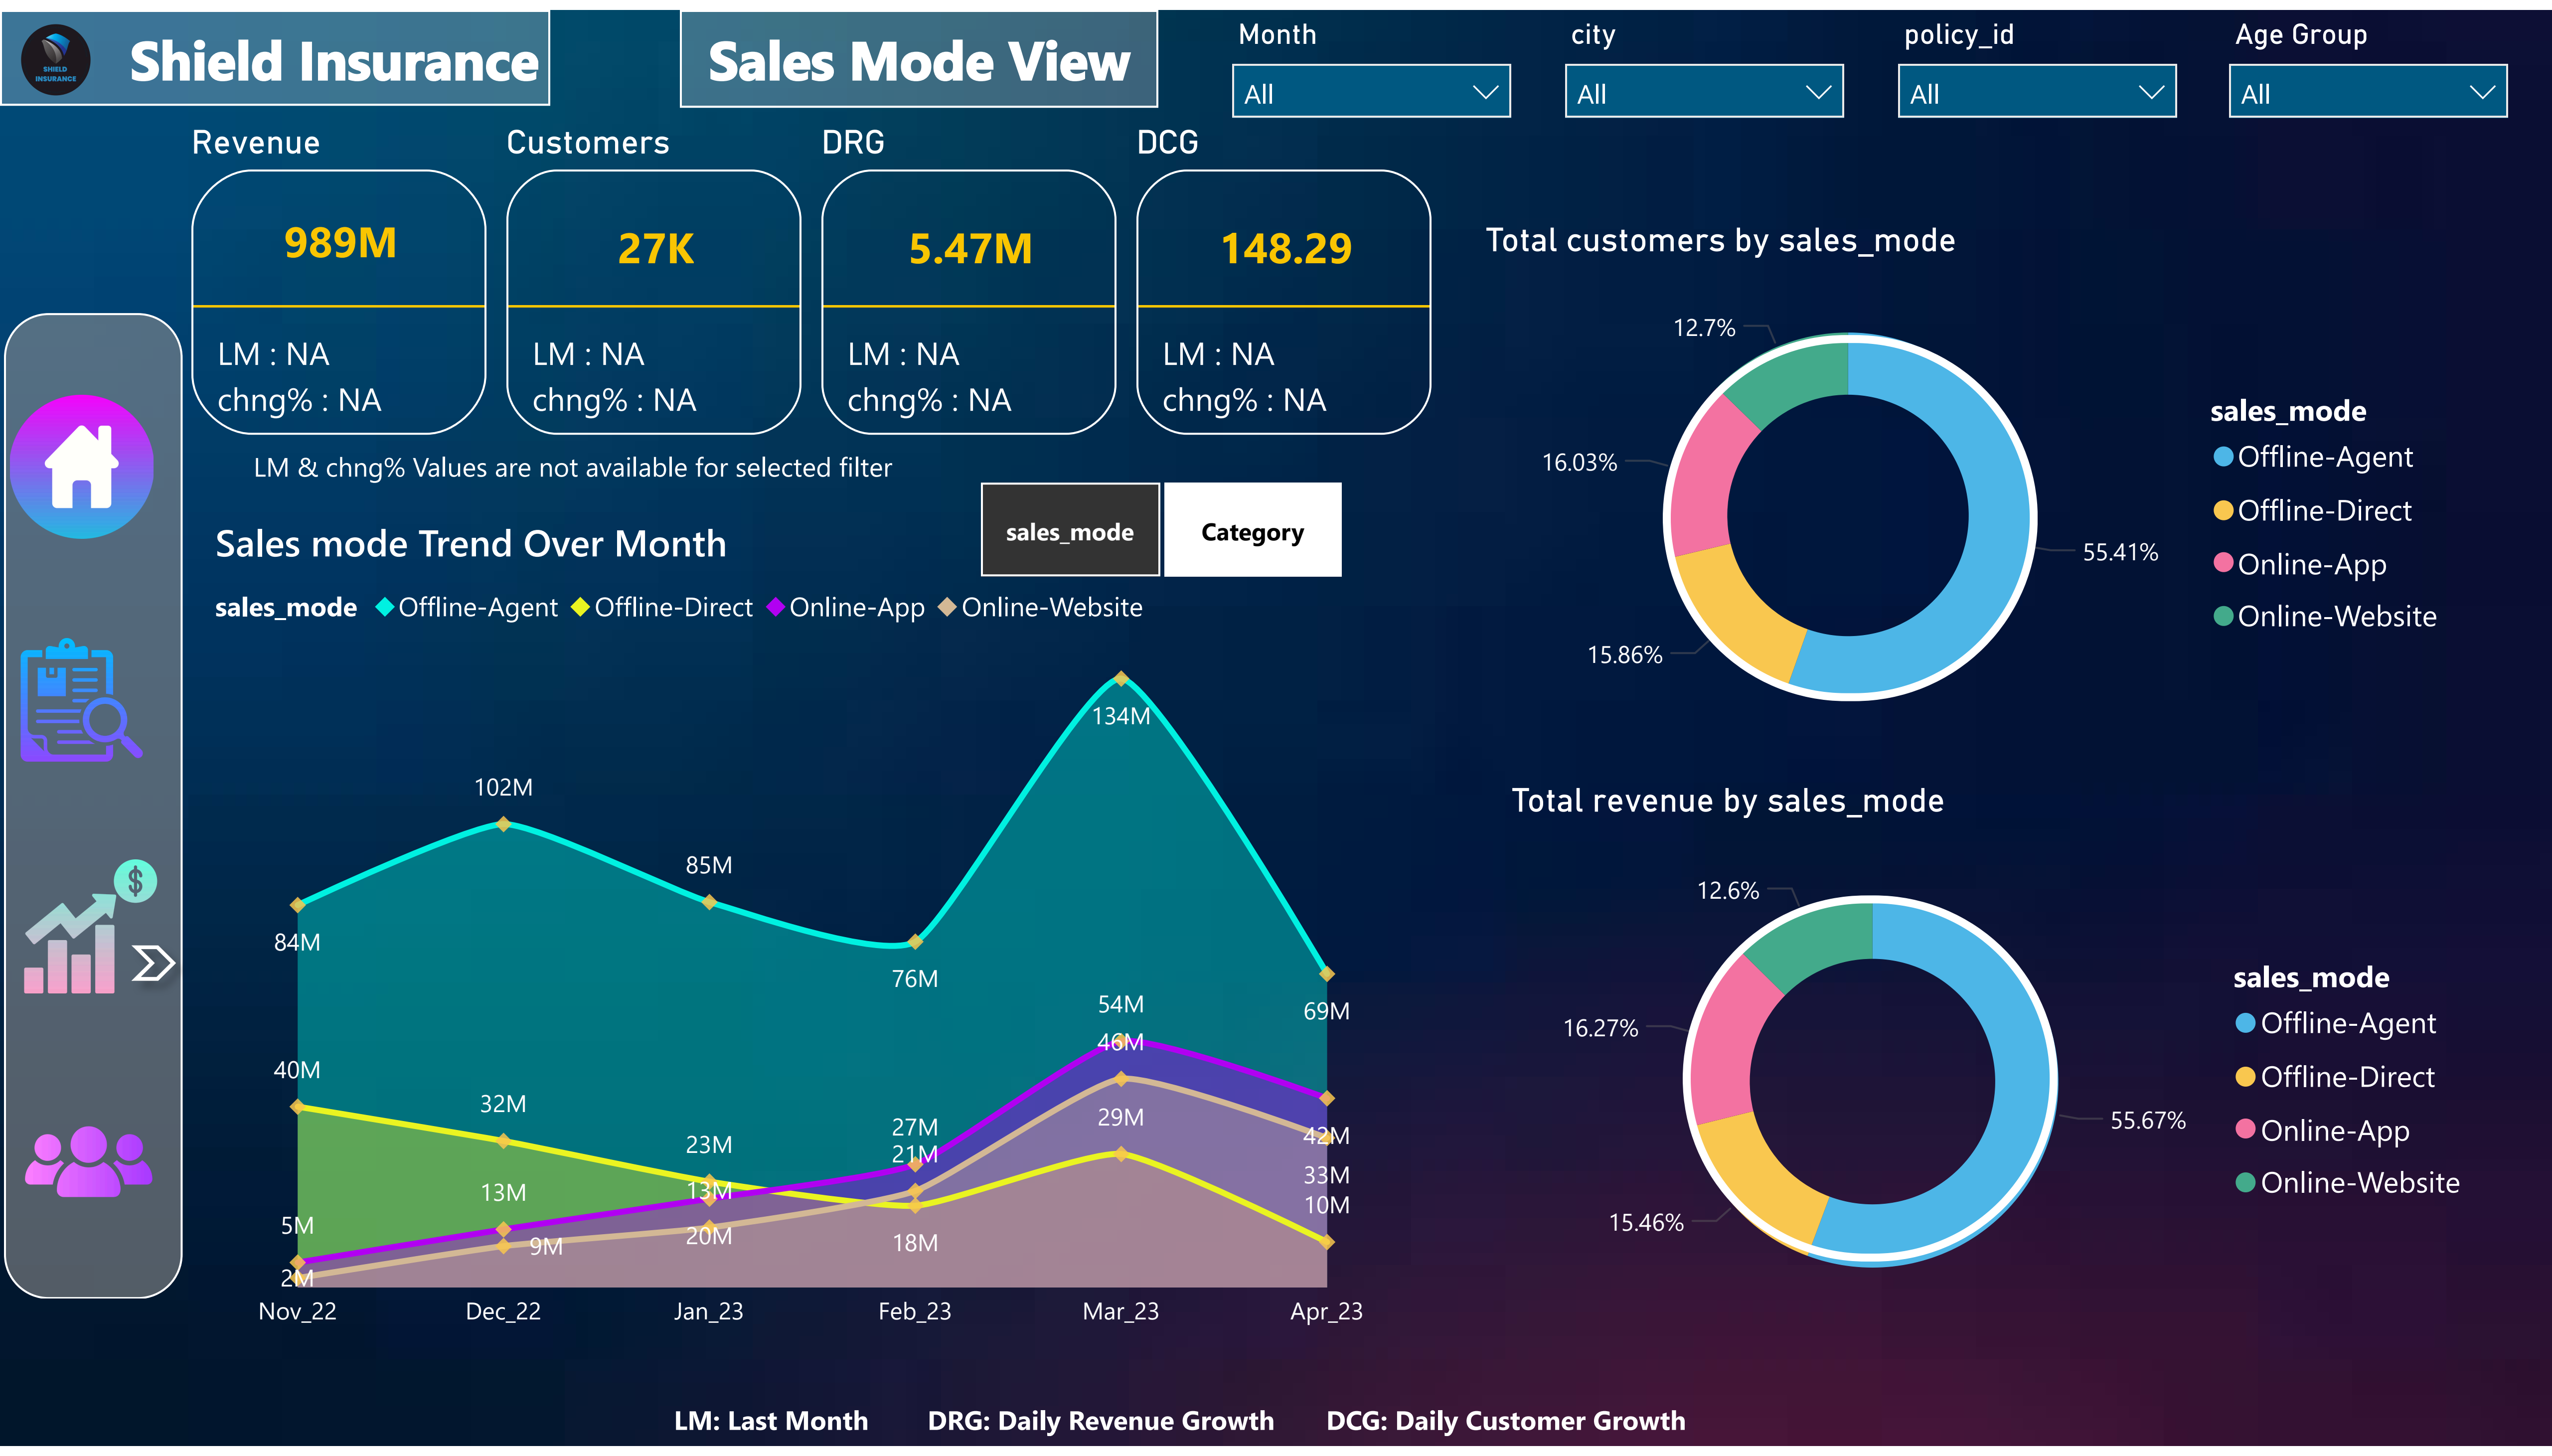 SHIELD
INSURANCE
Shield Insurance
Sales Mode View
Month
All
city
All
policy_id
All
Age Group
All
Revenue
989M
LM : NA
chng% : NA
Customers
27K
LM : NA
chng% : NA
DRG
5.47M
LM : NA
chng% : NA
DCG
148.29
LM : NA
chng% : NA
LM & chng% Values are not available for selected filter
sales_mode
Category
Sales mode Trend Over Month
sales_mode Offline-Agent Offline-Direct Online-App Online-Website
134M
102M
85M
84M
76M
54M
69M
46M
40M
32M
27M
29M
23M
21M
42M
33M
13M
13M
10M
5M
20M
18M
9M
2M
Nov_22 Dec_22 Jan_23 Feb_23 Mar_23 Apr_23
Total customers by sales_mode
12.7%
16.03%
55.41%
15.86%
sales_mode
Offline-Agent
Offline-Direct
Online-App
Online-Website
Total revenue by sales_mode
12.6%
16.27%
55.67%
15.46%
sales_mode
Offline-Agent
Offline-Direct
Online-App
Online-Website
$
LM: Last Month DRG: Daily Revenue Growth DCG: Daily Customer Growth